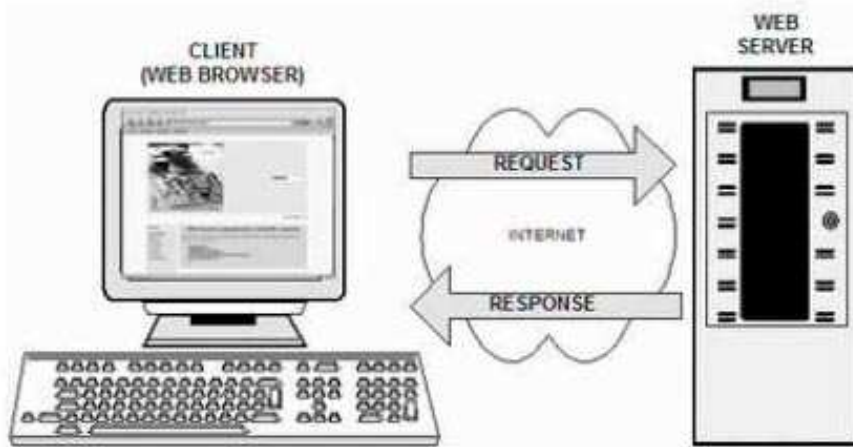 CLIENT
(WEB BROWSER)
WEB
SERVER
REQUEST
INTERNET
RESPONSE